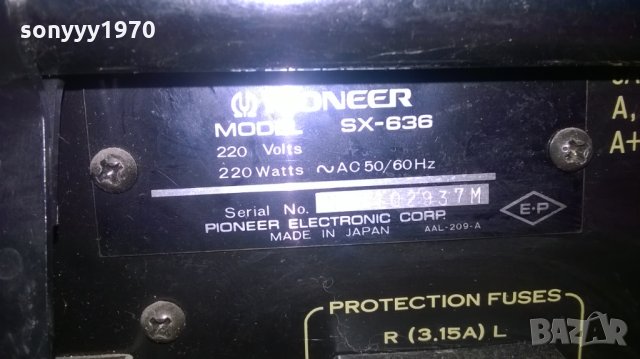 sonyyy1970
PIONEER
MODEL SX-636
220 Volts
220 Watts ~AC 50/60Hz
Serial No. 02937M
PIONEER ELECTRONIC CORP.
MADE IN JAPAN AAL-209-A
E·P
A,
A+
PROTECTION FUSES
R (3.15A) L
BAZAR